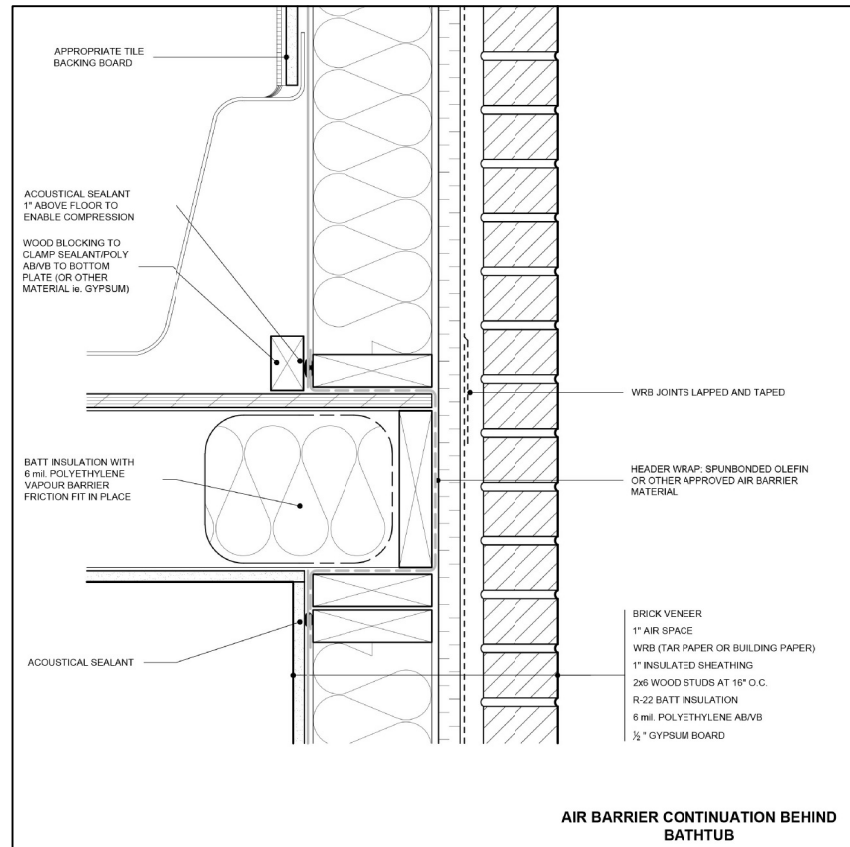 APPROPRIATE TILE
BACKING BOARD
ACOUSTICAL SEALANT
1" ABOVE FLOOR TO
ENABLE COMPRESSION
WOOD BLOCKING TO
CLAMP SEALANT/POLY
AB/VB TO BOTTOM
PLATE (OR OTHER
MATERIAL ie. GYPSUM)
WRB JOINTS LAPPED AND TAPED
BATT INSULATION WITH
6 mil. POLYETHYLENE
VAPOUR BARRIER
FRICTION FIT IN PLACE
HEADER WRAP: SPUNBONDED OLEFIN
OR OTHER APPROVED AIR BARRIER
MATERIAL
ACOUSTICAL SEALANT
BRICK VENEER
1" AIR SPACE
WRB (TAR PAPER OR BUILDING PAPER)
1" INSULATED SHEATHING
2x6 WOOD STUDS AT 16" O.C.
R-22 BATT INSULATION
6 mil. POLYETHYLENE AB/VB
½ " GYPSUM BOARD
AIR BARRIER CONTINUATION BEHIND
BATHTUB